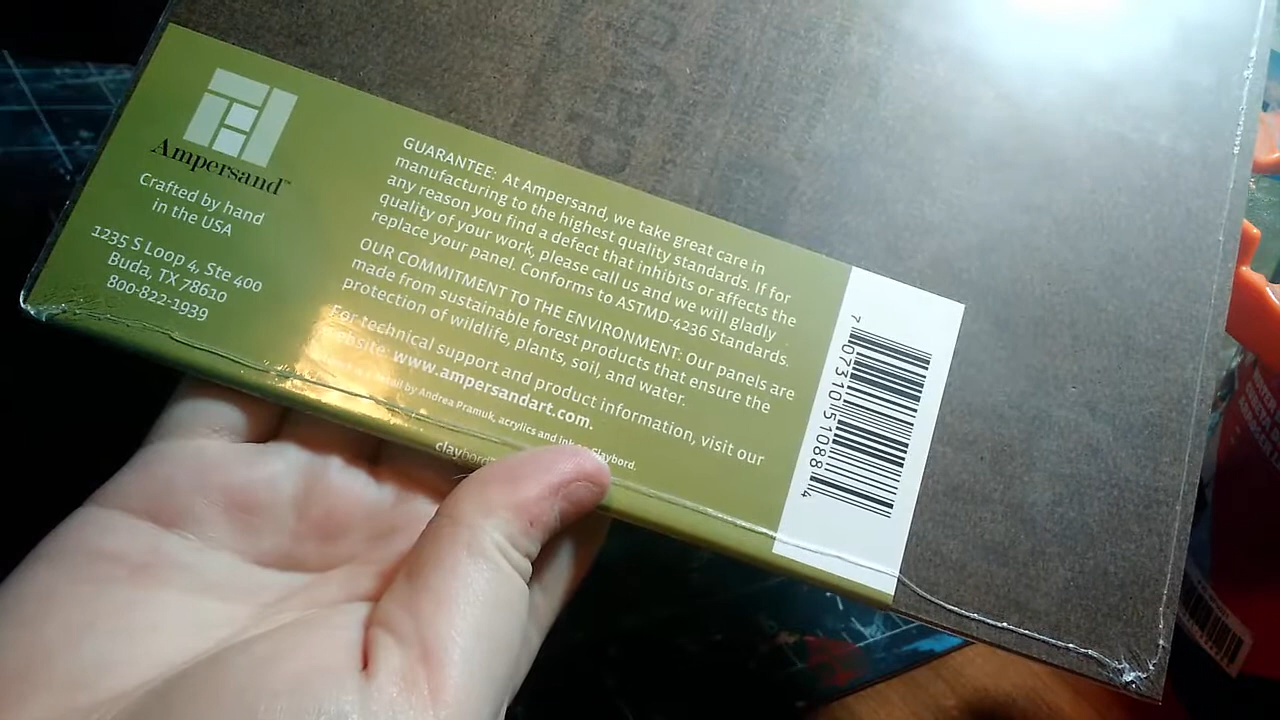 Ampersand™
Crafted by hand
in the USA
1235 S Loop 4, Ste 400
Buda, TX 78610
800-822-1939
GUARANTEE: At Ampersand, we take great care in
manufacturing to the highest quality standards. If for
any reason you find a defect that inhibits or affects the
quality of your work, please call us and we will gladly
replace your panel. Conforms to ASTMD-4236 Standards.
OUR COMMITMENT TO THE ENVIRONMENT: Our panels are
made from sustainable forest products that ensure the
protection of wildlife, plants, soil, and water.
For technical support and product information, visit our
website: www.ampersandart.com.
detail by Andrea Pramuk, acrylics and Claybord.
claybord
7 07310 51088 4